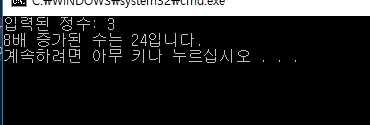 C:\WINDOWS\system32\cmd.exe
입력된 정수: 3
8배 증가된 수는 24입니다.
계속하려면 아무 키나 누르십시오 . . .